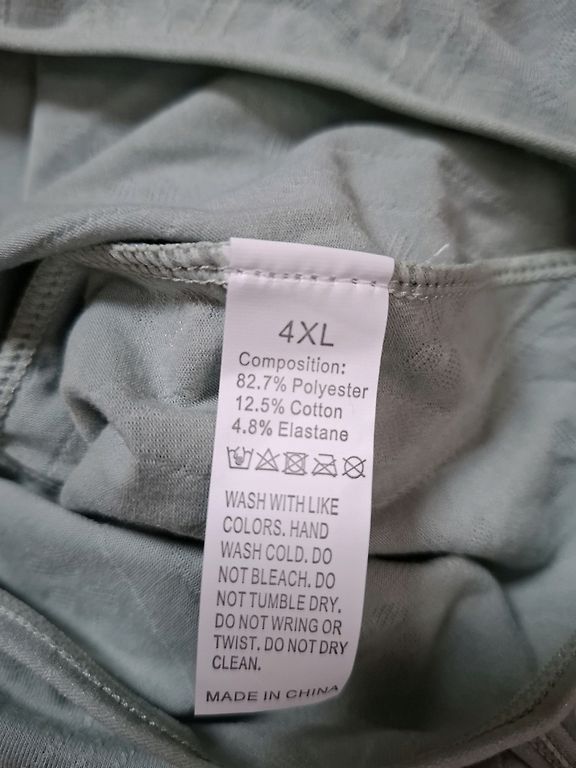 4XL
Composition:
82.7% Polyester
12.5% Cotton
4.8% Elastane
WASH WITH LIKE
COLORS. HAND
WASH COLD. DO
NOT BLEACH. DO
NOT TUMBLE DRY.
DO NOT WRING OR
TWIST. DO NOT DRY
CLEAN.
MADE IN CHINA